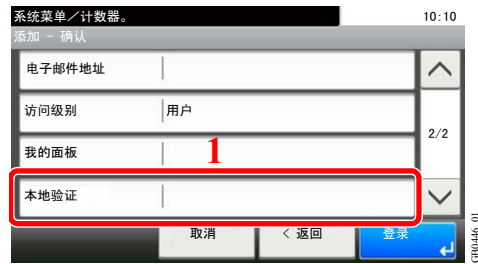 系统菜单／计数器。 10:10
添加 - 确认
电子邮件地址
访问级别 用户
2/2
我的面板 1
本地验证
取消 < 返回 登录
GB0446_01